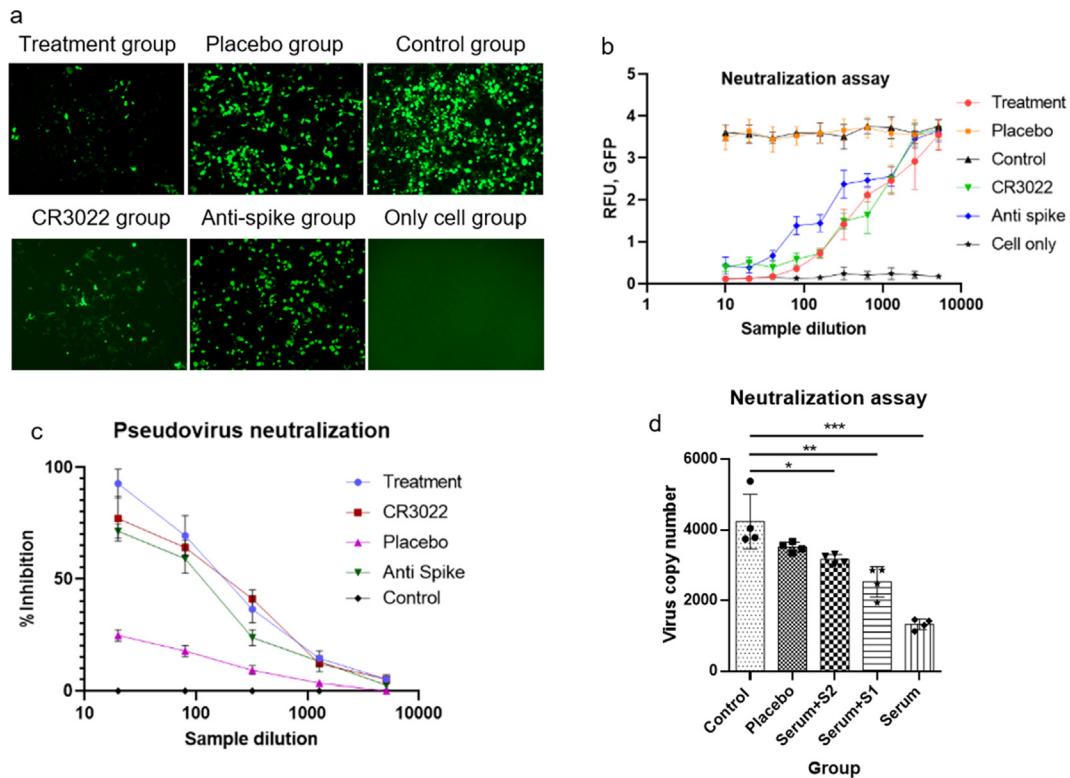 a
Treatment group Placebo group Control group
CR3022 group Anti-spike group Only cell group
b
Neutralization assay
RFU, GFP
5
4
3
2
1
0
1 10 100 1000 10000
Sample dilution
Treatment
Placebo
Control
CR3022
Anti spike
Cell only
c
Pseudovirus neutralization
% Inhibition
100
50
0
10 100 1000 10000
Sample dilution
Treatment
CR3022
Placebo
Anti Spike
Control
d
Neutralization assay
***
**
*
Virus copy number
6000
4000
2000
0
Control
Placebo
Serum+S2
Serum+S1
Serum
Group